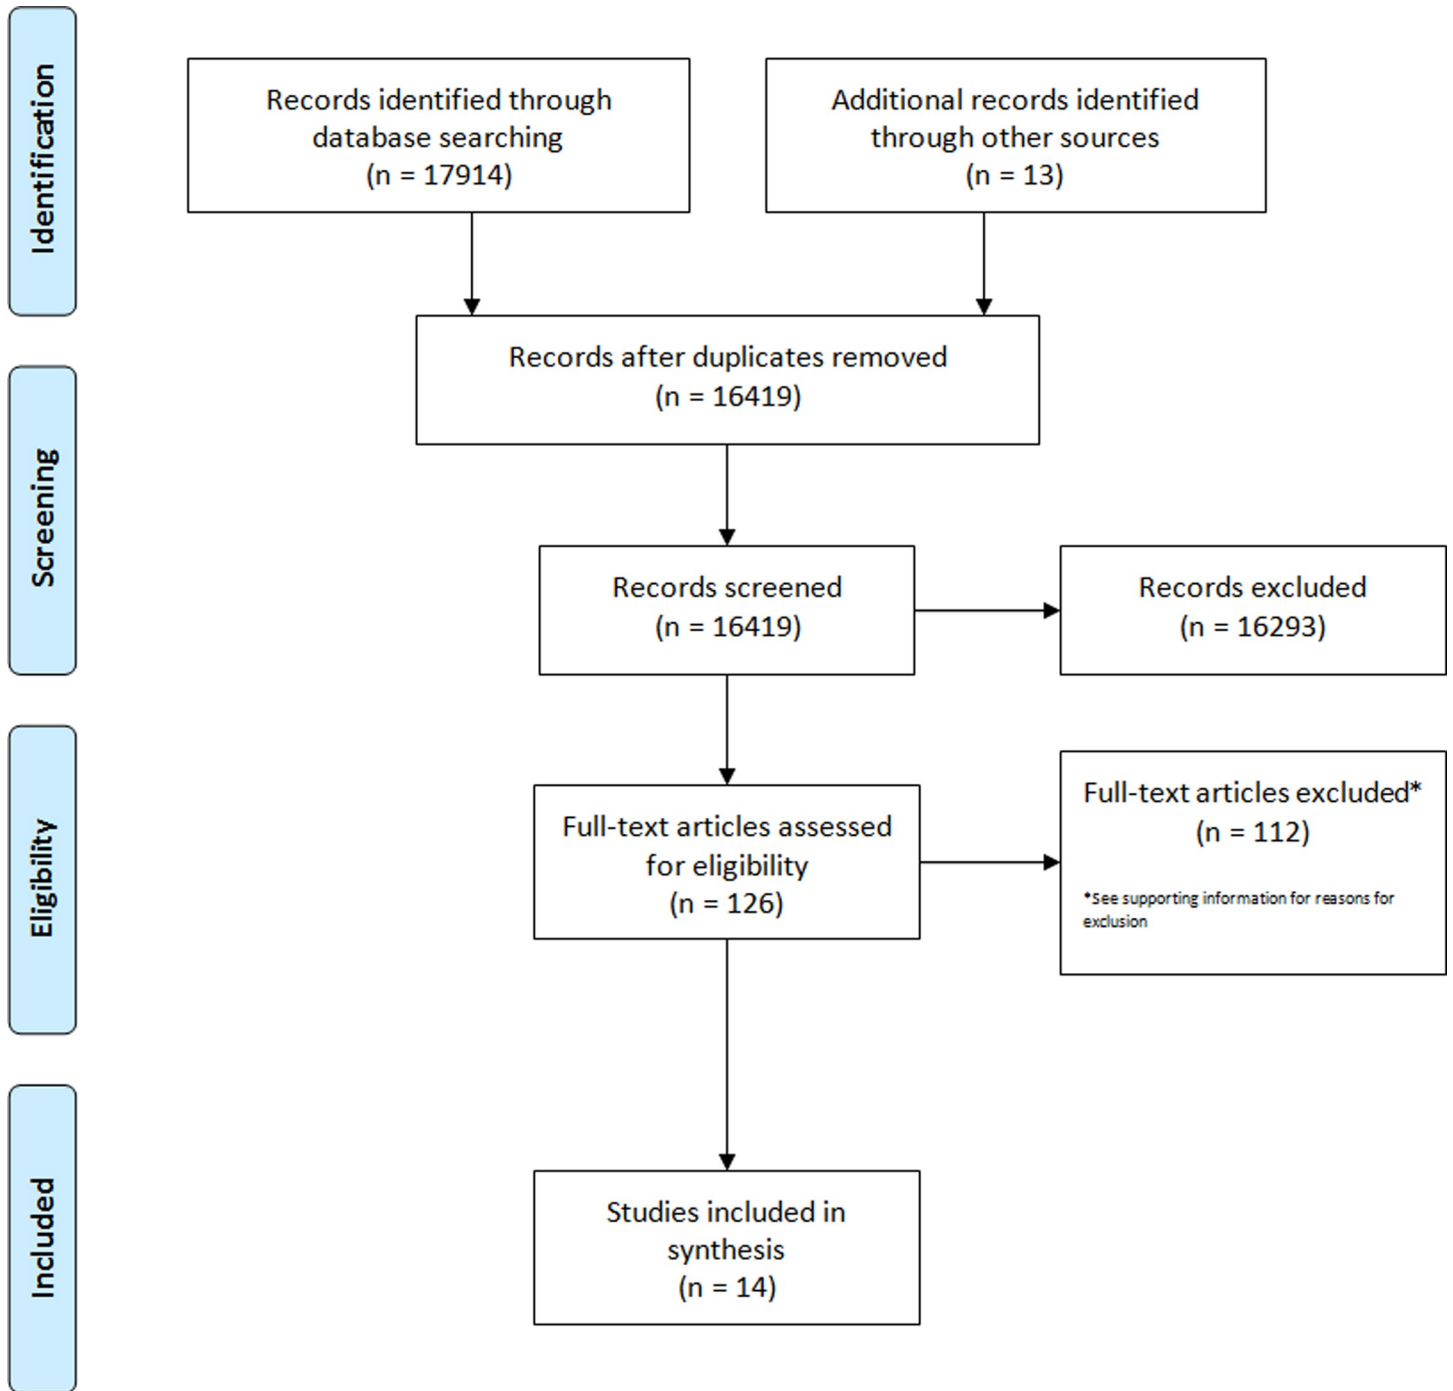 Identification
Records identified through
database searching
(n = 17914)
Additional records identified
through other sources
(n = 13)
Records after duplicates removed
(n = 16419)
Screening
Records screened
(n = 16419)
Records excluded
(n = 16293)
Eligibility
Full-text articles assessed
for eligibility
(n = 126)
Full-text articles excluded*
(n = 112)
*See supporting information for reasons for
exclusion
Included
Studies included in
synthesis
(n = 14)